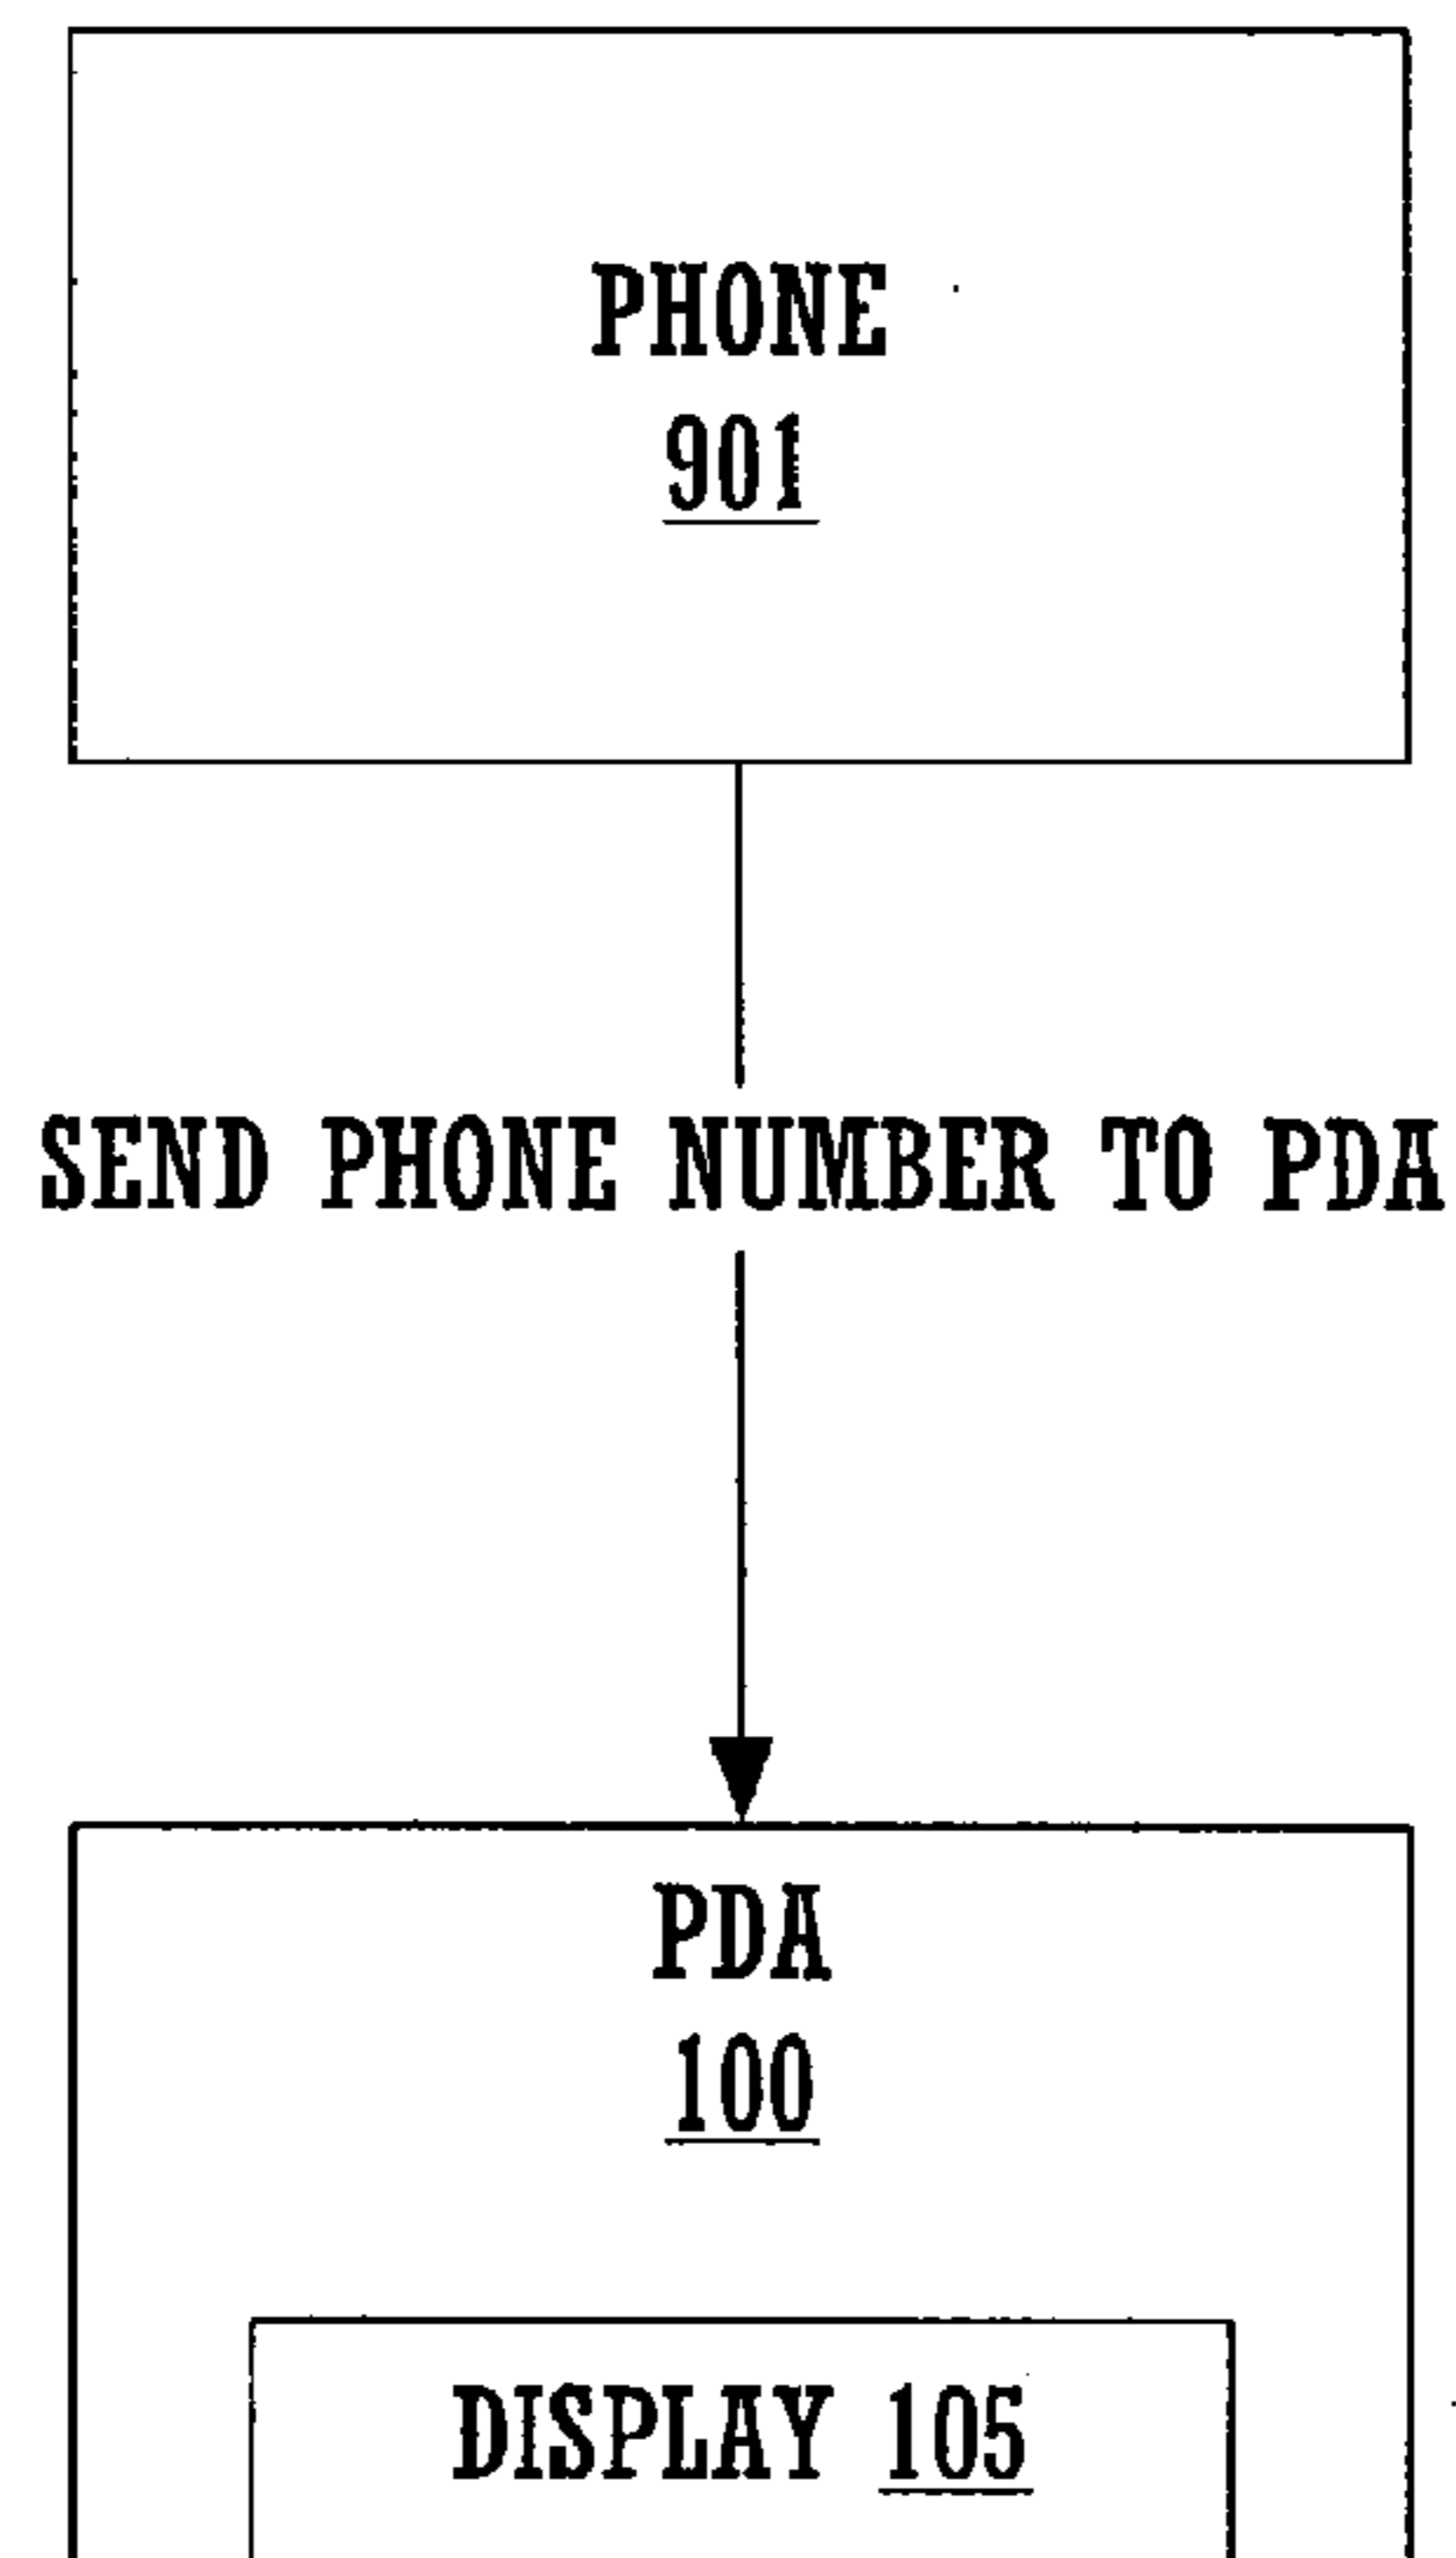 PHONE
901
SEND PHONE NUMBER TO PDA
PDA
100
DISPLAY 105